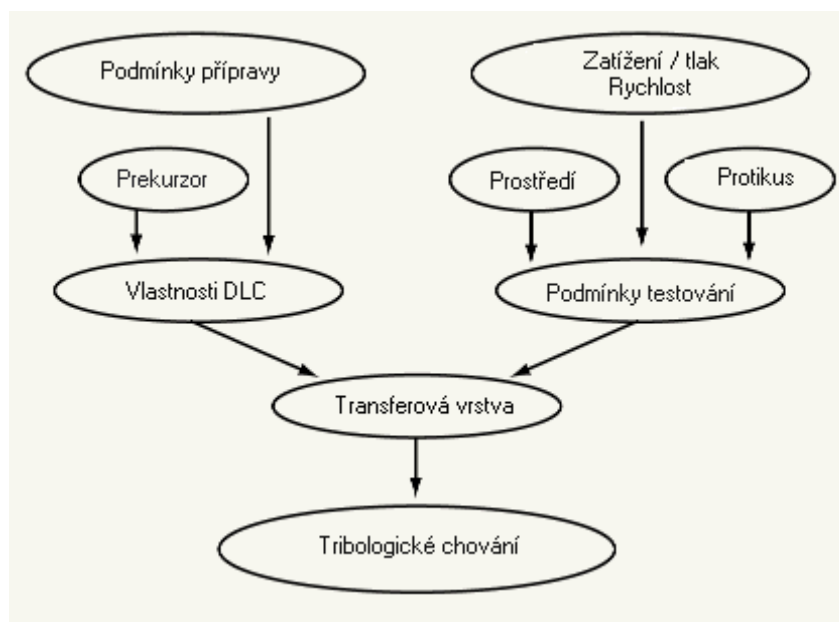 Podmínky přípravy
Zatížení / tlak
Rychlost
Prekurzor
Prostředí
Protikus
Vlastnosti DLC
Podmínky testování
Transferová vrstva
Tribologické chování